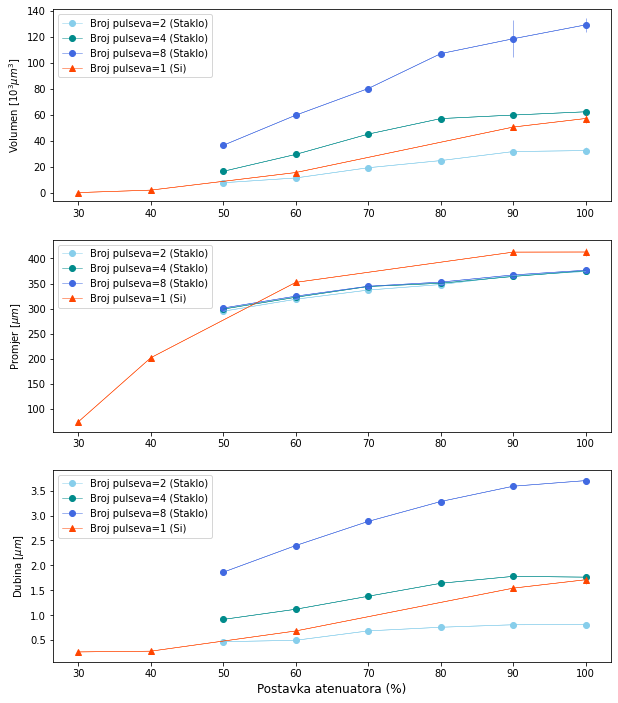 140
120
100
80
60
40
20
0
Volumen [10³μm³]
Broj pulseva=2 (Staklo)
Broj pulseva=4 (Staklo)
Broj pulseva=8 (Staklo)
Broj pulseva=1 (Si)
30 40 50 60 70 80 90 100
400
350
300
250
200
150
100
Promjer [μm]
Broj pulseva=2 (Staklo)
Broj pulseva=4 (Staklo)
Broj pulseva=8 (Staklo)
Broj pulseva=1 (Si)
30 40 50 60 70 80 90 100
3.5
3.0
2.5
2.0
1.5
1.0
0.5
Dubina [μm]
Broj pulseva=2 (Staklo)
Broj pulseva=4 (Staklo)
Broj pulseva=8 (Staklo)
Broj pulseva=1 (Si)
30 40 50 60 70 80 90 100
Postavka atenuatora (%)